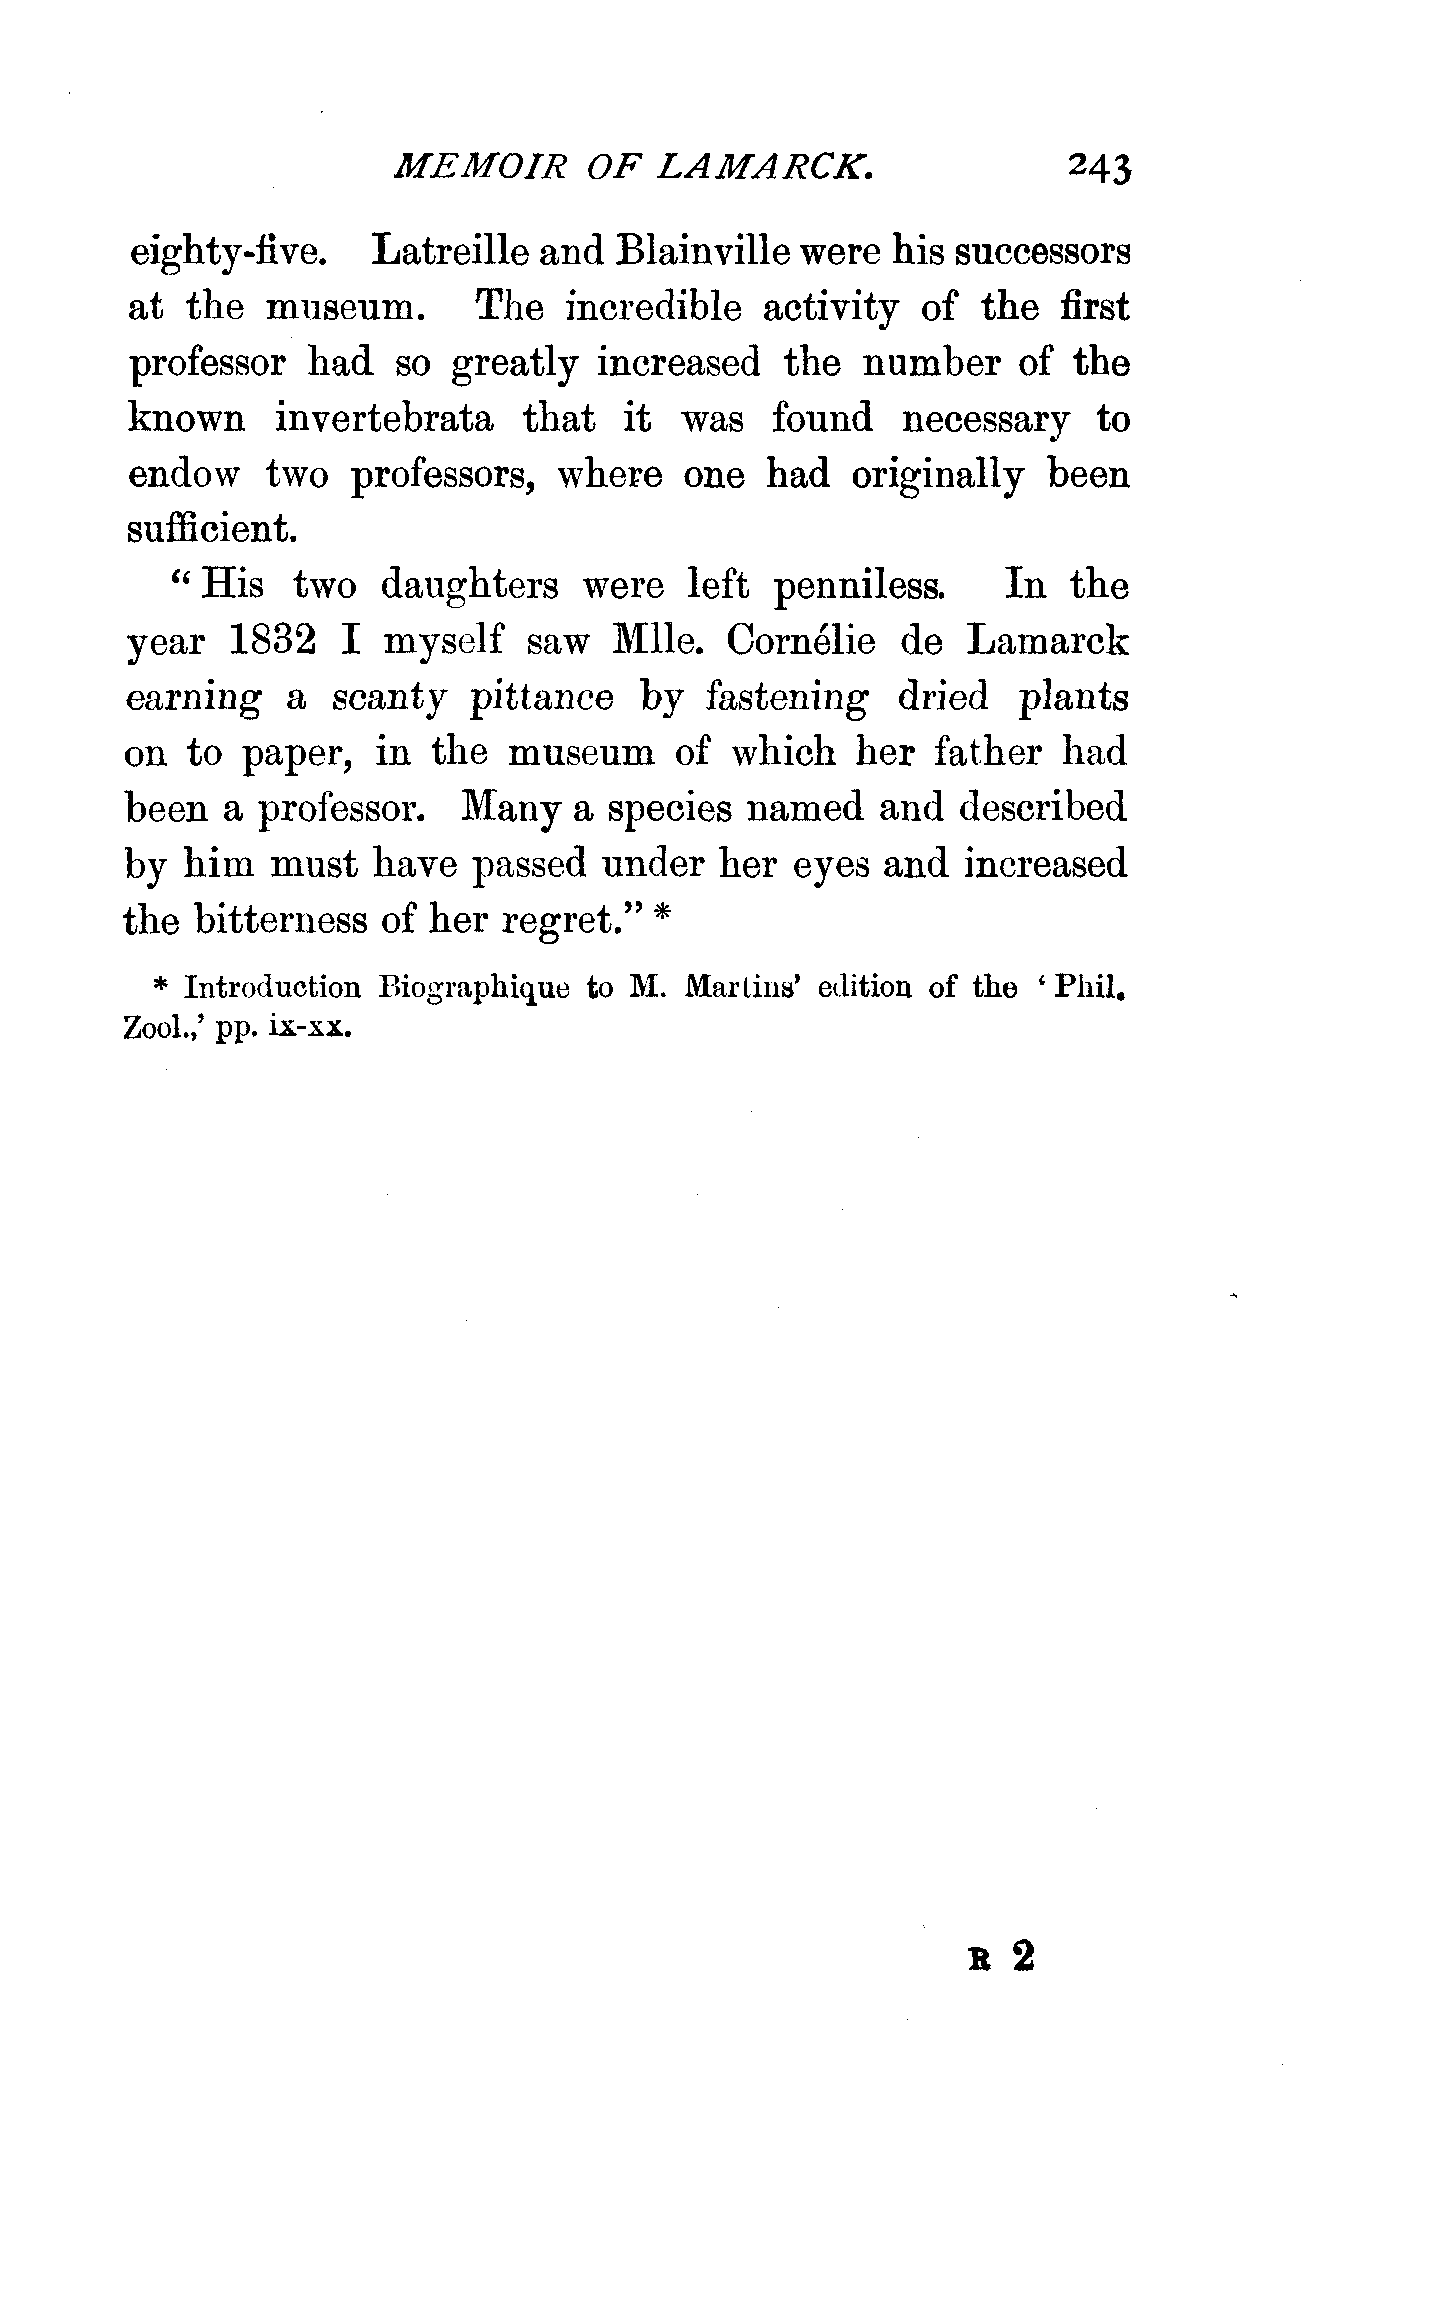 MEMOIR OF LAMARCK. 243
eighty-five. Latreille and Blainville were his successors
at the museum. The incredible activity of the first
professor had so greatly increased the number of the
known invertebrata that it was found necessary to
endow two professors, where one had originally been
sufficient.
“ His two daughters were left penniless. In the
year 1832 I myself saw Mlle. Cornélie de Lamarck
earning a scanty pittance by fastening dried plants
on to paper, in the museum of which her father had
been a professor. Many a species named and described
by him must have passed under her eyes and increased
the bitterness of her regret.” *
* Introduction Biographique to M. Martins’ edition of the ‘ Phil.
Zool.,’ pp. ix-xx.
R 2